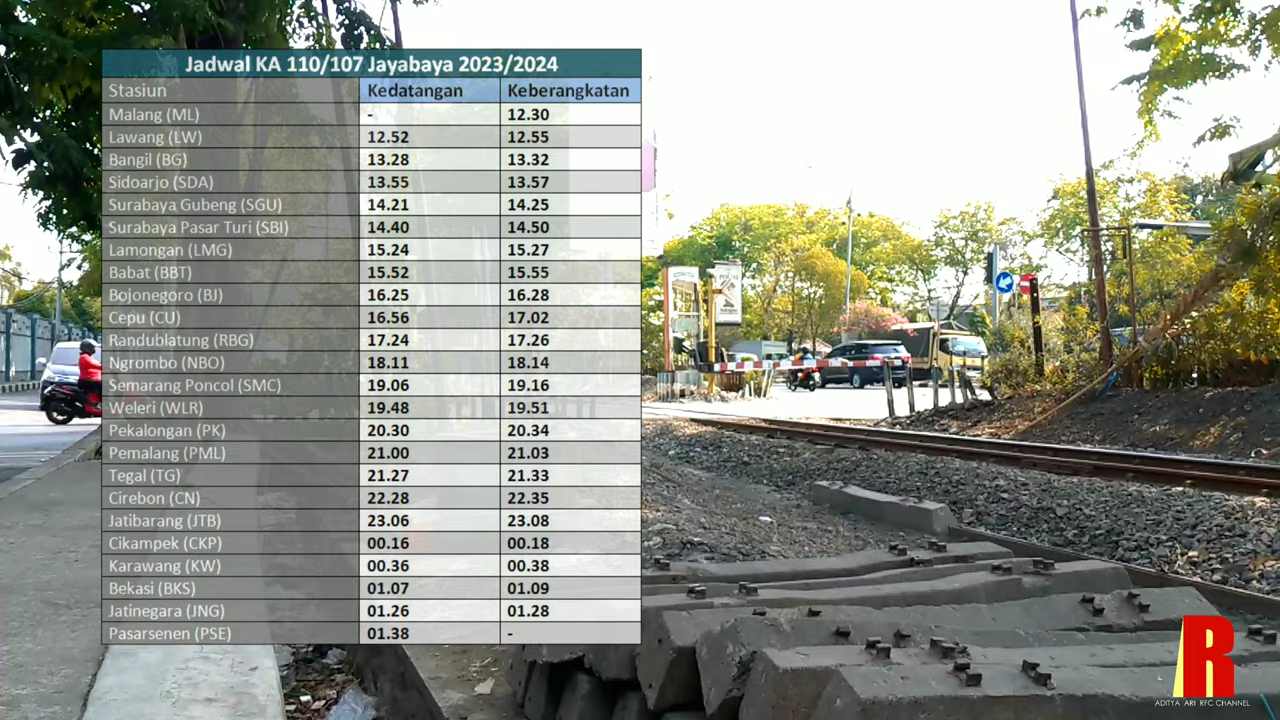 Jadwal KA 110/107 Jayabaya 2023/2024
Stasiun Kedatangan Keberangkatan
Malang (ML) - 12.30
Lawang (LW) 12.52 12.55
Bangil (BG) 13.28 13.32
Sidoarjo (SDA) 13.55 13.57
Surabaya Gubeng (SGU) 14.21 14.25
Surabaya Pasar Turi (SBI) 14.40 14.50
Lamongan (LMG) 15.24 15.27
Babat (BBT) 15.52 15.55
Bojonegoro (BJ) 16.25 16.28
Cepu (CU) 16.56 17.02
Randublatung (RBG) 17.24 17.26
Ngrombo (NBO) 18.11 18.14
Semarang Poncol (SMC) 19.06 19.16
Weleri (WLR) 19.48 19.51
Pekalongan (PK) 20.30 20.34
Pemalang (PML) 21.00 21.03
Tegal (TG) 21.27 21.33
Cirebon (CN) 22.28 22.35
Jatibarang (JTB) 23.06 23.08
Cikampek (CKP) 00.16 00.18
Karawang (KW) 00.36 00.38
Bekasi (BKS) 01.07 01.09
Jatinegara (JNG) 01.26 01.28
Pasarsenen (PSE) 01.38 -
R
ADITYA ARI RFC CHANNEL